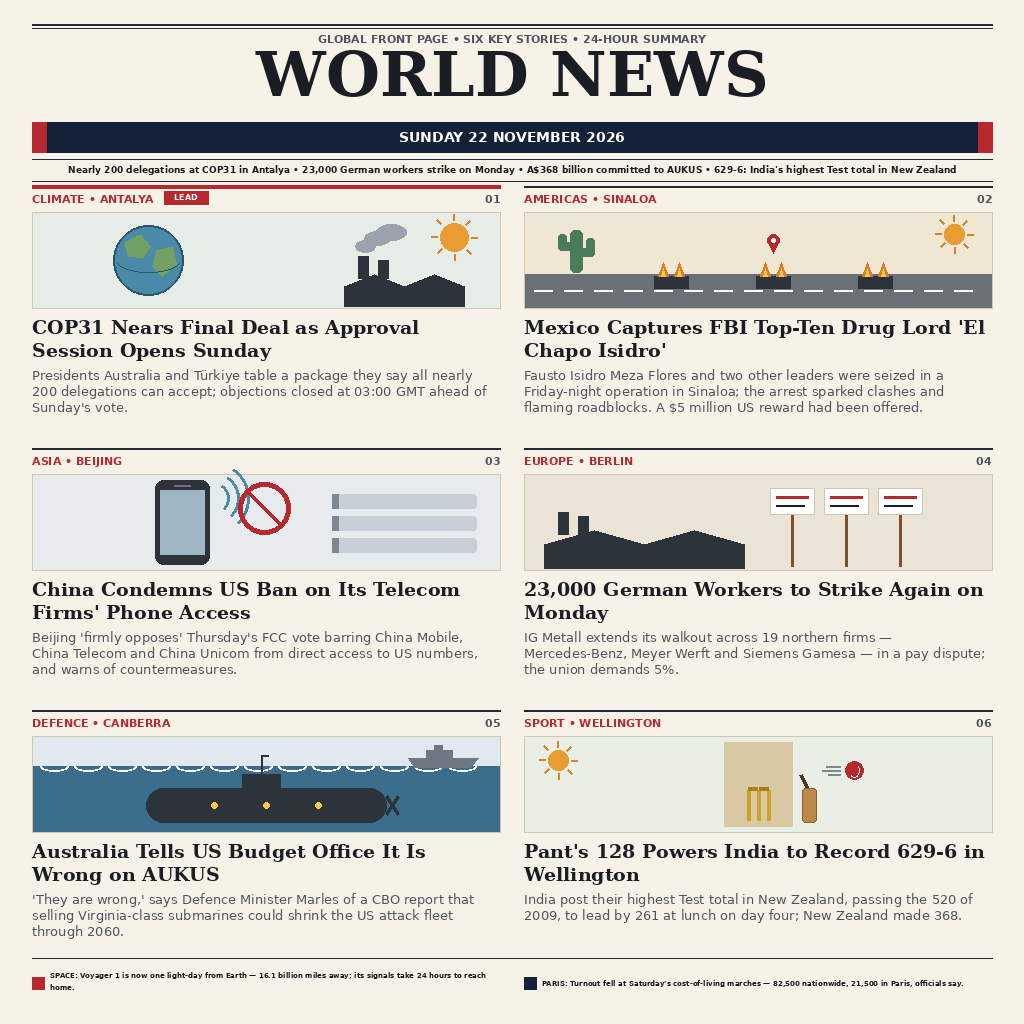 GLOBAL FRONT PAGE • SIX KEY STORIES • 24-HOUR SUMMARY
WORLD NEWS
SUNDAY 22 NOVEMBER 2026
Nearly 200 delegations at COP31 in Antalya • 23,000 German workers strike on Monday • A$368 billion committed to AUKUS • 629-6: India's highest Test total in New Zealand
CLIMATE • ANTALYA LEAD 01
COP31 Nears Final Deal as Approval
Session Opens Sunday
Presidents Australia and Türkiye table a package they say all nearly
200 delegations can accept; objections closed at 03:00 GMT ahead of
Sunday's vote.
AMERICAS • SINALOA 02
Mexico Captures FBI Top-Ten Drug Lord 'El
Chapo Isidro'
Fausto Isidro Meza Flores and two other leaders were seized in a
Friday-night operation in Sinaloa; the arrest sparked clashes and
flaming roadblocks. A $5 million US reward had been offered.
ASIA • BEIJING 03
China Condemns US Ban on Its Telecom
Firms' Phone Access
Beijing 'firmly opposes' Thursday's FCC vote barring China Mobile,
China Telecom and China Unicom from direct access to US numbers,
and warns of countermeasures.
EUROPE • BERLIN 04
23,000 German Workers to Strike Again on
Monday
IG Metall extends its walkout across 19 northern firms —
Mercedes-Benz, Meyer Werft and Siemens Gamesa — in a pay dispute;
the union demands 5%.
DEFENCE • CANBERRA 05
Australia Tells US Budget Office It Is
Wrong on AUKUS
'They are wrong,' says Defence Minister Marles of a CBO report that
selling Virginia-class submarines could shrink the US attack fleet
through 2060.
SPORT • WELLINGTON 06
Pant's 128 Powers India to Record 629-6 in
Wellington
India post their highest Test total in New Zealand, passing the 520 of
2009, to lead by 261 at lunch on day four; New Zealand made 368.
SPACE: Voyager 1 is now one light-day from Earth — 16.1 billion miles away; its signals take 24 hours to reach
home.
PARIS: Turnout fell at Saturday's cost-of-living marches — 82,500 nationwide, 21,500 in Paris, officials say.